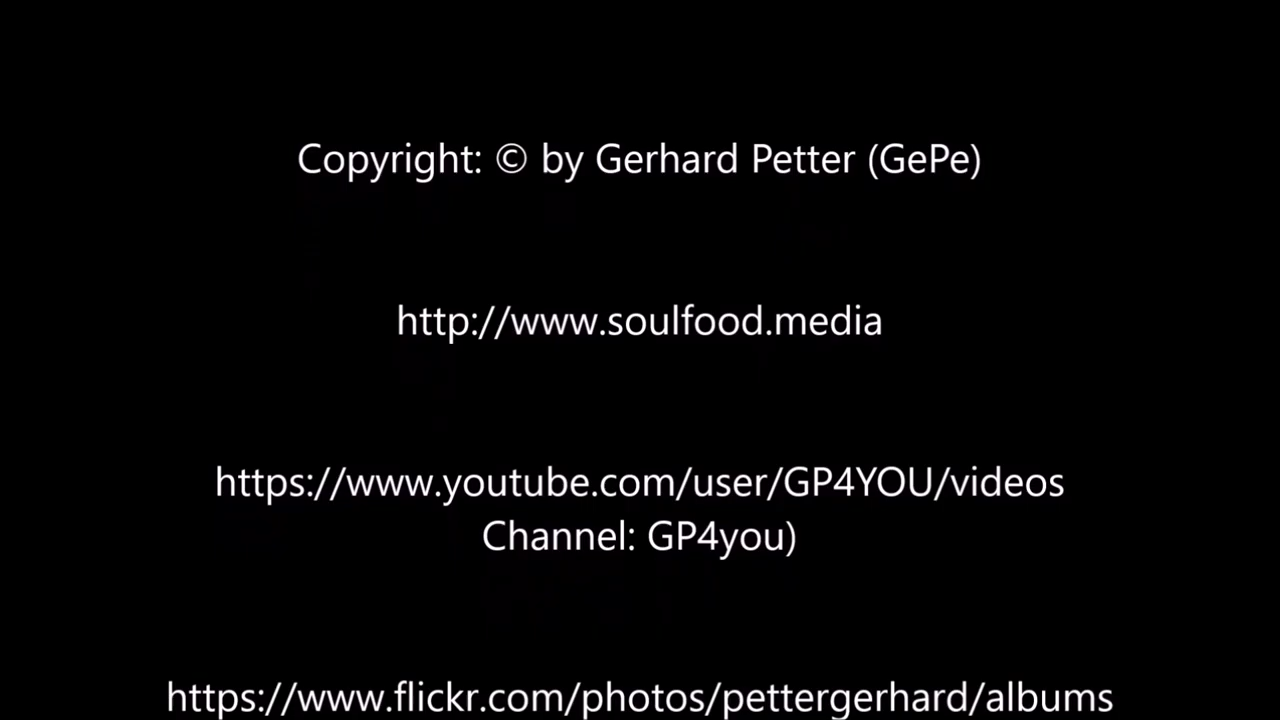 Copyright: © by Gerhard Petter (GePe)
http://www.soulfood.media
https://www.youtube.com/user/GP4YOU/videos
Channel: GP4you)
https://www.flickr.com/photos/pettergerhard/albums